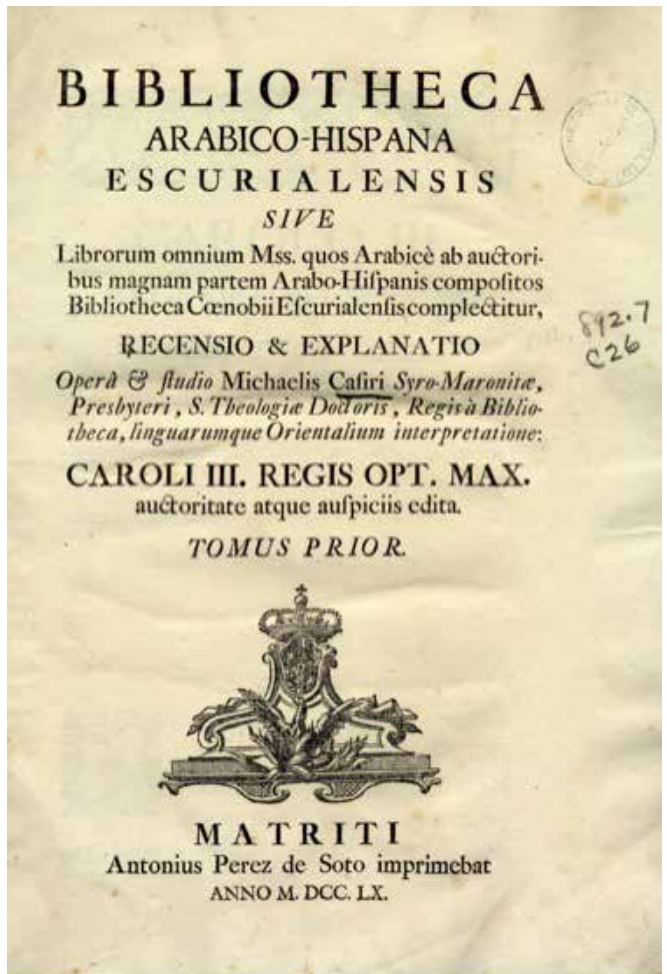 BIBLIOTHECA
ARABICO-HISPANA
ESCURIALENSIS
SIVE
Librorum omnium Mss. quos Arabicè ab auctori-
bus magnam partem Arabo-Hiſpanis compoſitos
Bibliotheca Cœnobii Eſcurialenſis complectitur,
RECENSIO & EXPLANATIO
Operâ & ſtudio Michaelis Caſiri Syro-Maronitæ,
Presbyteri, S. Theologiæ Doctoris, Regis à Biblio-
theca, linguarumque Orientalium interpretatione:
CAROLI III. REGIS OPT. MAX.
auctoritate atque auſpiciis edita.
TOMUS PRIOR.
892.7
C26
MATRITI
Antonius Perez de Soto imprimebat
ANNO M. DCC. LX.